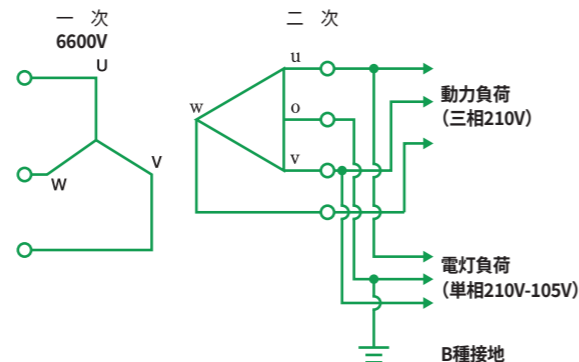 一 次
6600V
U
W
V
二 次
u
w
o
v
動力負荷
（三相210V）
電灯負荷
（単相210V-105V）
B種接地